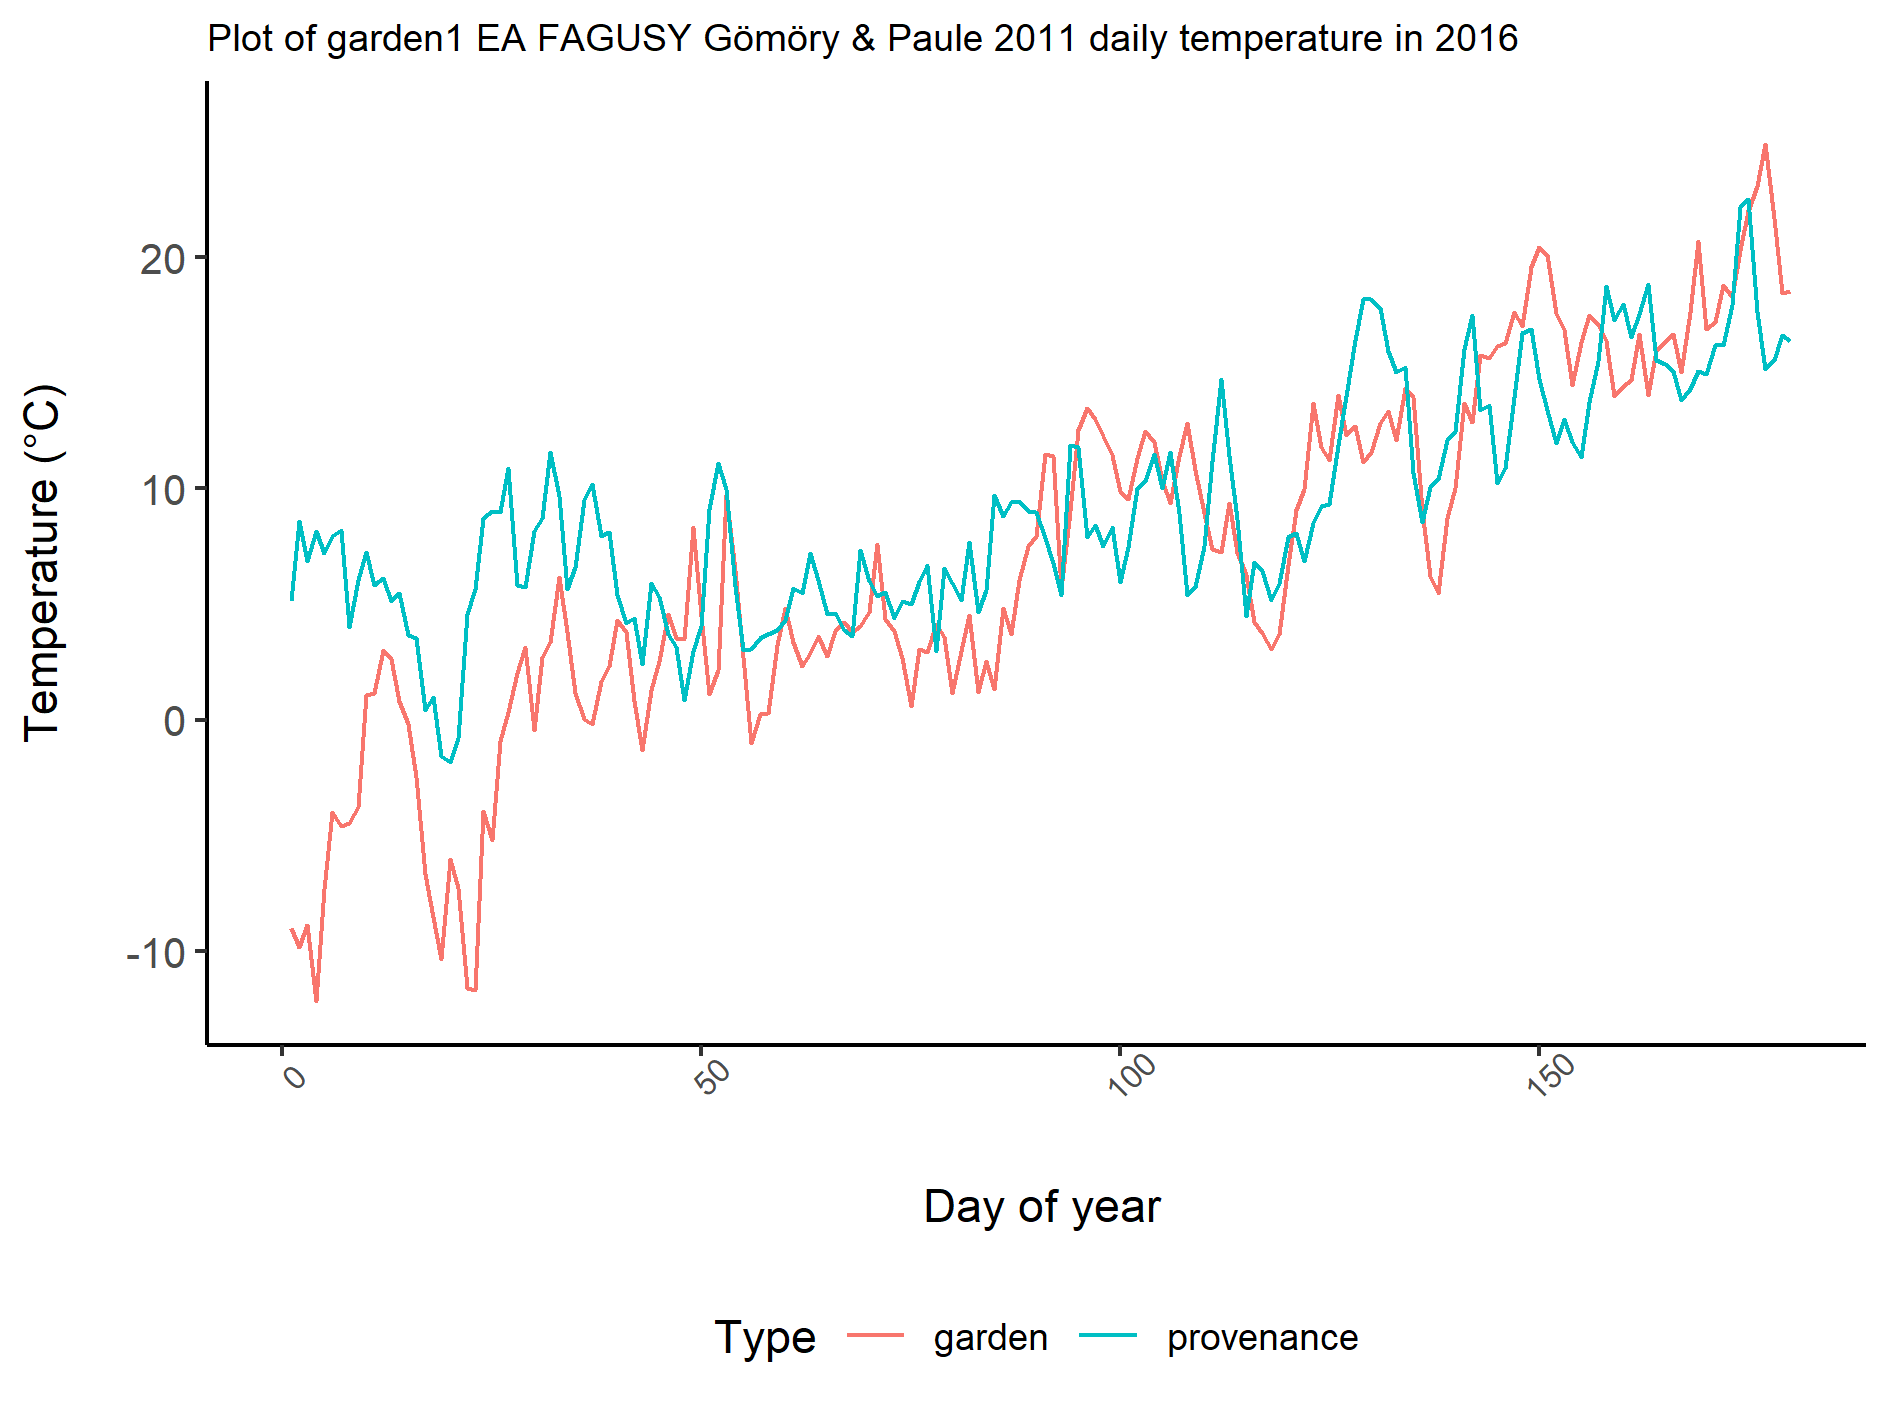 Plot of garden1 EA FAGUSY Gömöry & Paule 2011 daily temperature in 2016
Temperature (°C)
20
10
0
-10
0
50
100
150
Day of year
Type garden provenance